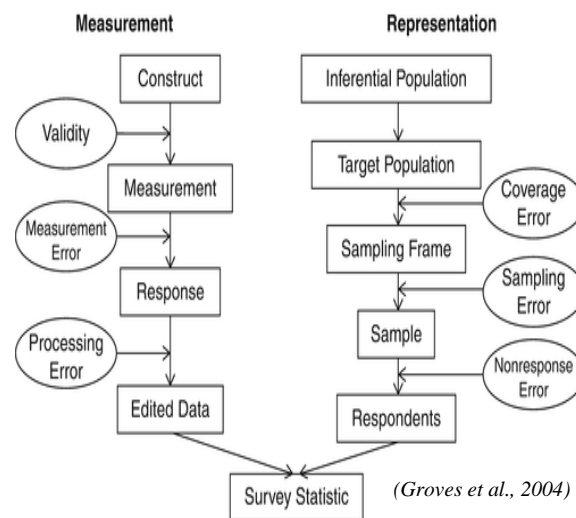 Measurement
Representation
Construct
Inferential Population
Validity
Target Population
Measurement
Coverage
Error
Measurement
Error
Sampling Frame
Response
Sampling
Error
Processing
Error
Sample
Nonresponse
Error
Edited Data
Respondents
Survey Statistic
(Groves et al., 2004)